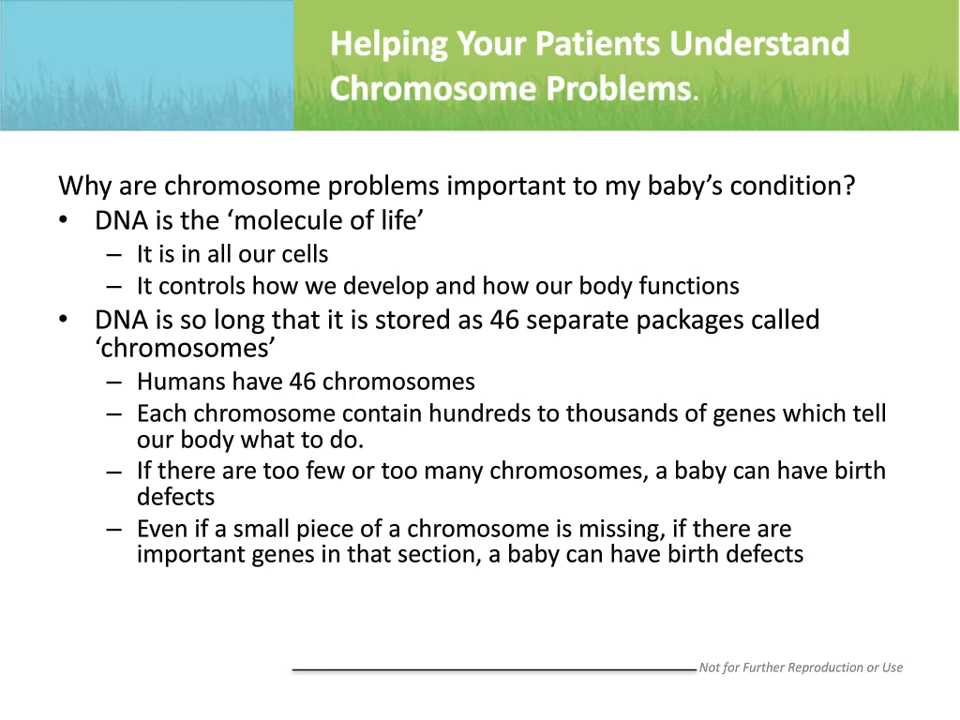 Helping Your Patients Understand
Chromosome Problems.
Why are chromosome problems important to my baby’s condition?
• DNA is the ‘molecule of life’
– It is in all our cells
– It controls how we develop and how our body functions
• DNA is so long that it is stored as 46 separate packages called
‘chromosomes’
– Humans have 46 chromosomes
– Each chromosome contain hundreds to thousands of genes which tell
our body what to do.
– If there are too few or too many chromosomes, a baby can have birth
defects
– Even if a small piece of a chromosome is missing, if there are
important genes in that section, a baby can have birth defects
Not for Further Reproduction or Use